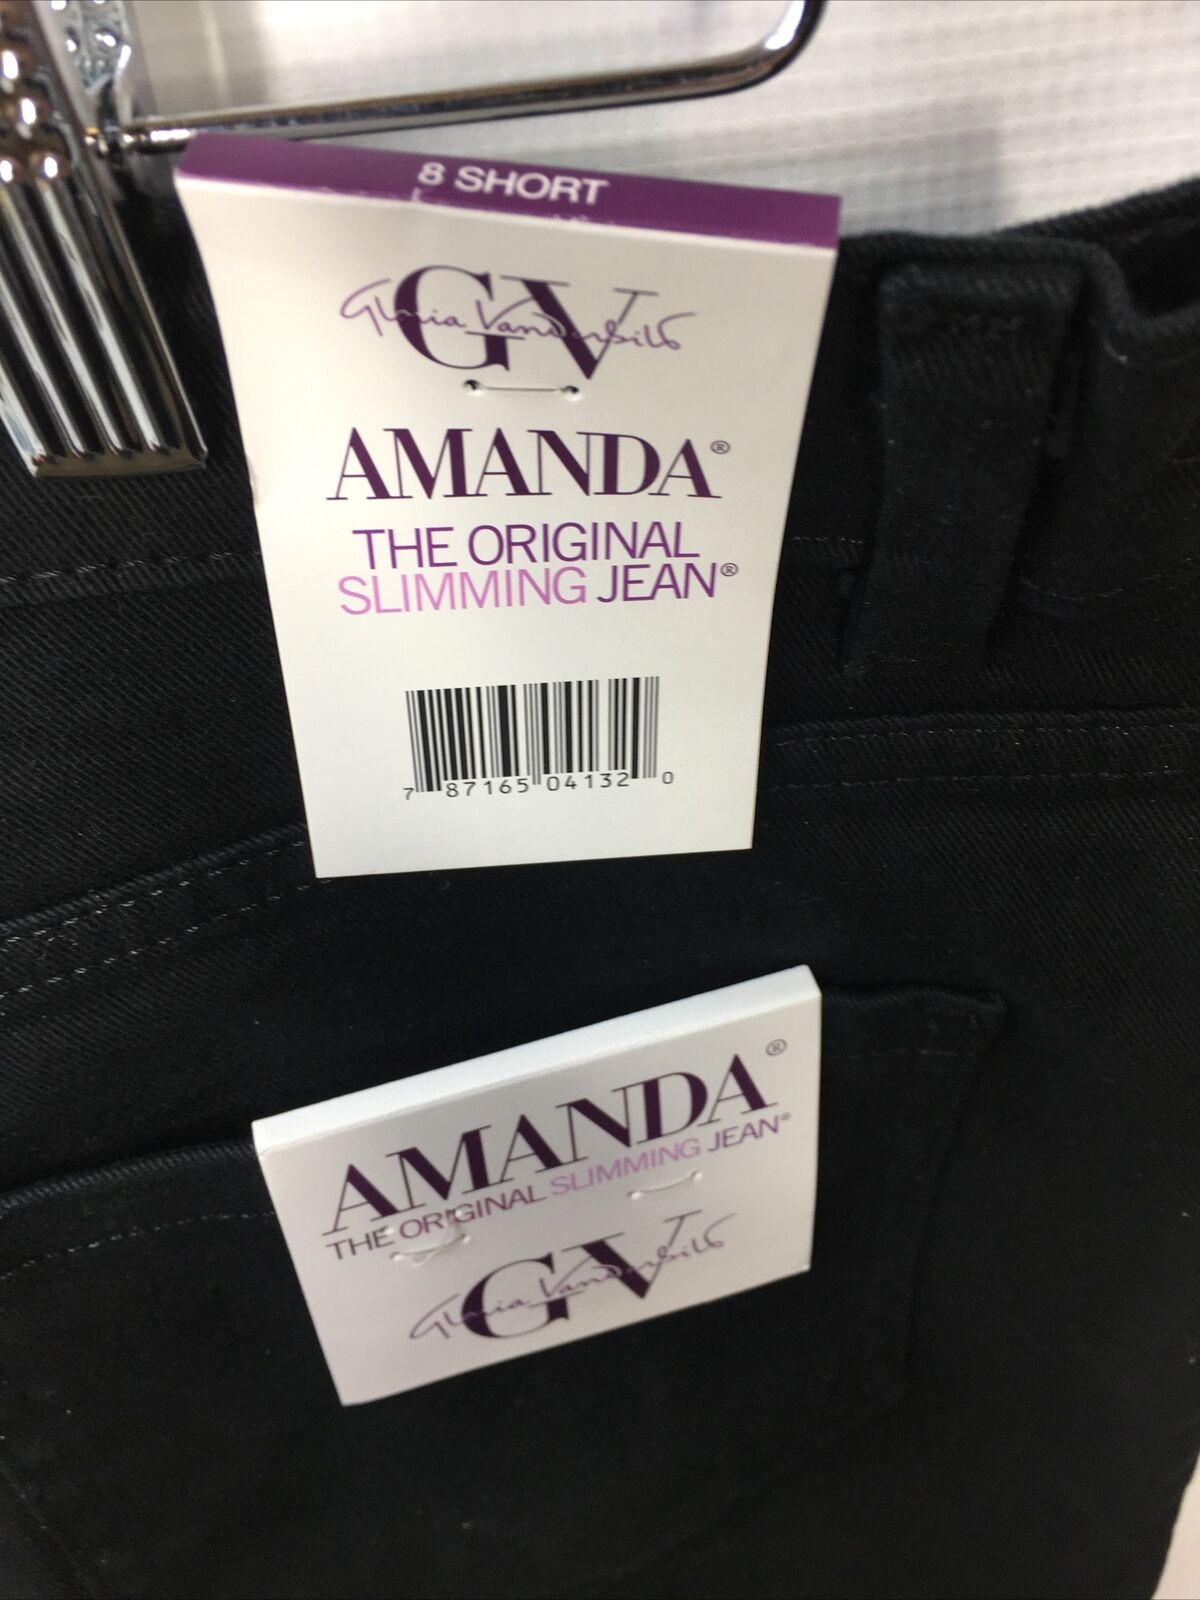 8 SHORT
GV
Gloria Vanderbilt
AMANDA®
THE ORIGINAL
SLIMMING JEAN®
7 87165 04132 0
AMANDA®
THE ORIGINAL SLIMMING JEAN®
GV
Gloria Vanderbilt